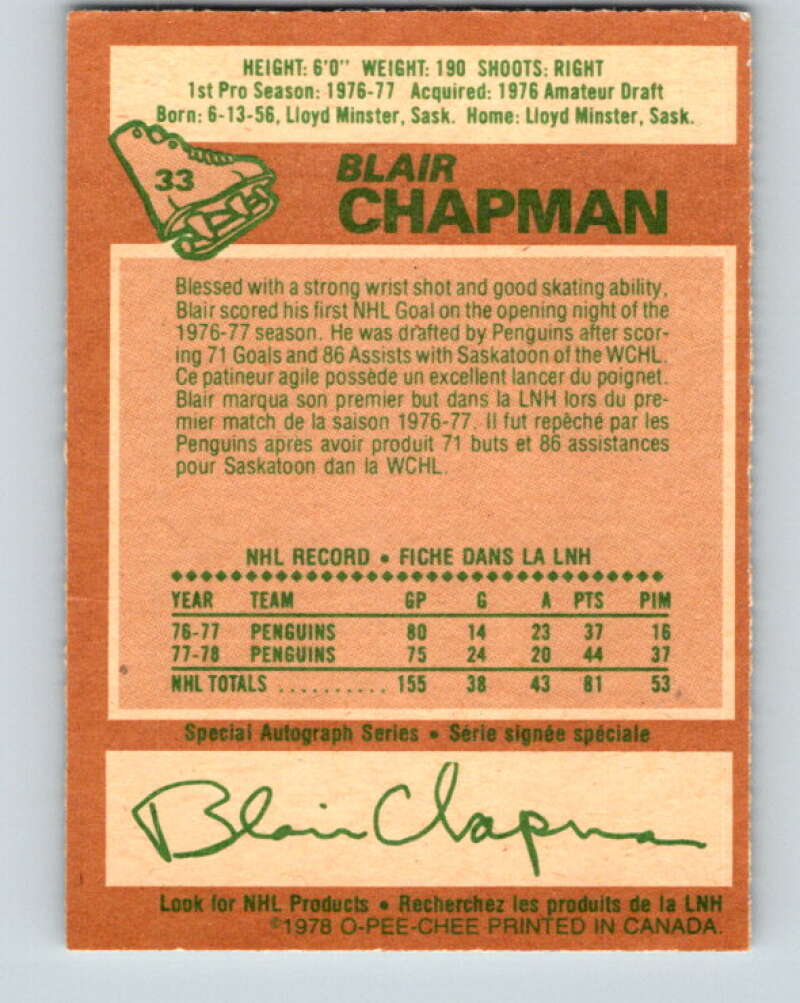 HEIGHT: 6'0" WEIGHT: 190 SHOOTS: RIGHT
1st Pro Season: 1976-77 Acquired: 1976 Amateur Draft
Born: 6-13-56, Lloyd Minster, Sask. Home: Lloyd Minster, Sask.
33
BLAIR
CHAPMAN
Blessed with a strong wrist shot and good skating ability,
Blair scored his first NHL Goal on the opening night of the
1976-77 season. He was drafted by Penguins after scor-
ing 71 Goals and 86 Assists with Saskatoon of the WCHL.
Ce patineur agile possède un excellent lancer du poignet.
Blair marqua son premier but dans la LNH lors du pre-
mier match de la saison 1976-77. Il fut repêché par les
Penguins après avoir produit 71 buts et 86 assistances
pour Saskatoon dan la WCHL.
NHL RECORD • FICHE DANS LA LNH
YEAR TEAM GP G A PTS PIM
76-77 PENGUINS 80 14 23 37 16
77-78 PENGUINS 75 24 20 44 37
NHL TOTALS .......... 155 38 43 81 53
Special Autograph Series • Série signée spéciale
Blair Chapman
Look for NHL Products • Recherchez les produits de la LNH
©1978 O-PEE-CHEE PRINTED IN CANADA.